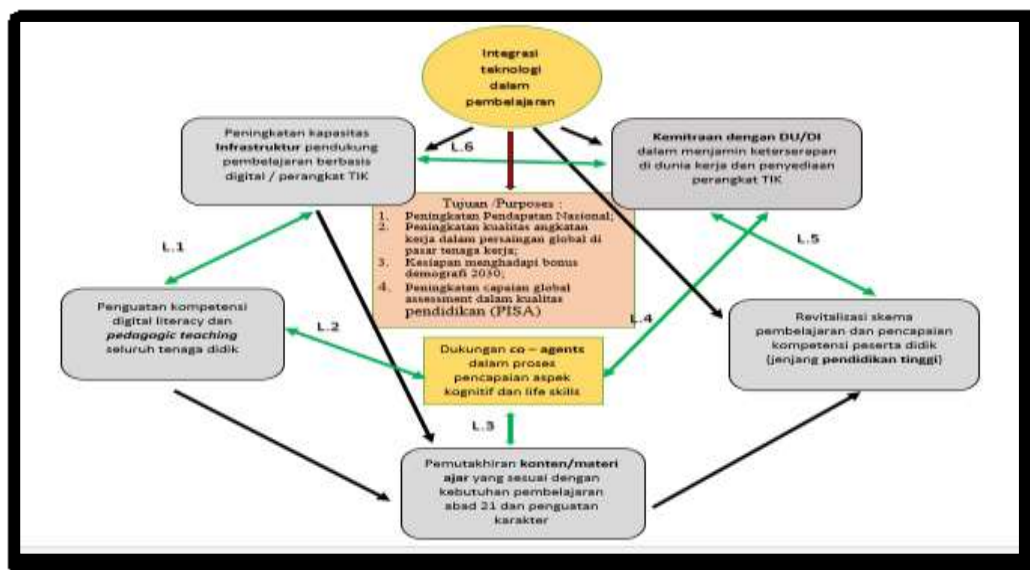 Integrasi
teknologi
dalam
pembelajaran
Peningkatan kapasitas
Infrastruktur pendukung
pembelajaran berbasis
digital / perangkat TIK
L.6
Kemitraan dengan DU/DI
dalam menjamin keterserapan
di dunia kerja dan penyediaan
perangkat TIK
Tujuan /Purposes :
1. Peningkatan Pendapatan Nasional;
2. Peningkatan kualitas angkatan
kerja dalam persaingan global di
pasar tenaga kerja;
3. Kesiapan menghadapi bonus
demografi 2030;
4. Peningkatan capaian global
assessment dalam kualitas
pendidikan (PISA)
L.1
L.5
Penguatan kompetensi
digital literacy dan
pedagogic teaching
seluruh tenaga didik
L.2
L.4
Revitalisasi skema
pembelajaran dan pencapaian
kompetensi peserta didik
(jenjang pendidikan tinggi)
Dukungan co – agents
dalam proses
pencapaian aspek
kognitif dan life skills
L.3
Pemutakhiran konten/materi
ajar yang sesuai dengan
kebutuhan pembelajaran
abad 21 dan penguatan
karakter